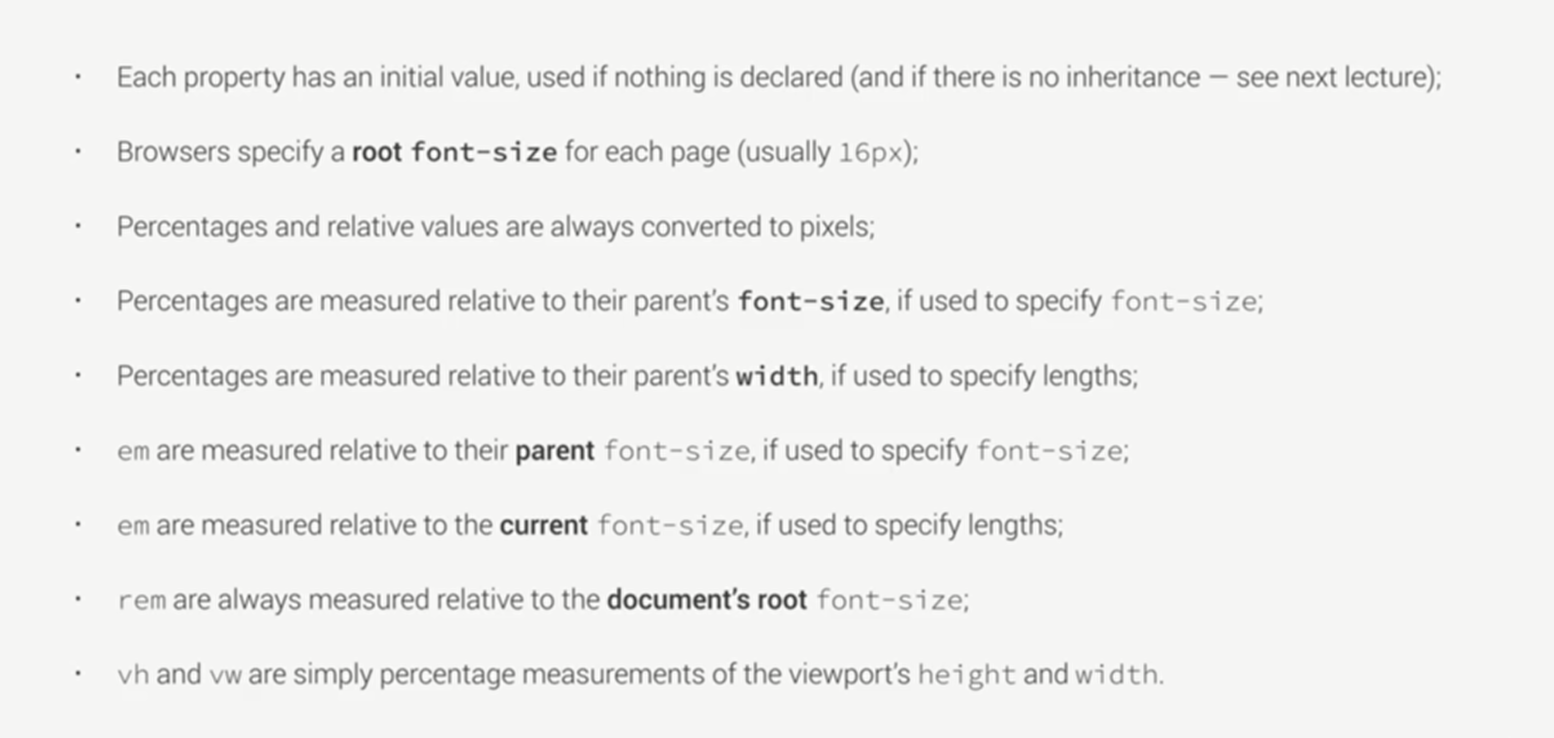 • Each property has an initial value, used if nothing is declared (and if there is no inheritance — see next lecture);
• Browsers specify a root font-size for each page (usually 16px);
• Percentages and relative values are always converted to pixels;
• Percentages are measured relative to their parent’s font-size, if used to specify font-size;
• Percentages are measured relative to their parent’s width, if used to specify lengths;
• em are measured relative to their parent font-size, if used to specify font-size;
• em are measured relative to the current font-size, if used to specify lengths;
• rem are always measured relative to the document’s root font-size;
• vh and vw are simply percentage measurements of the viewport’s height and width.